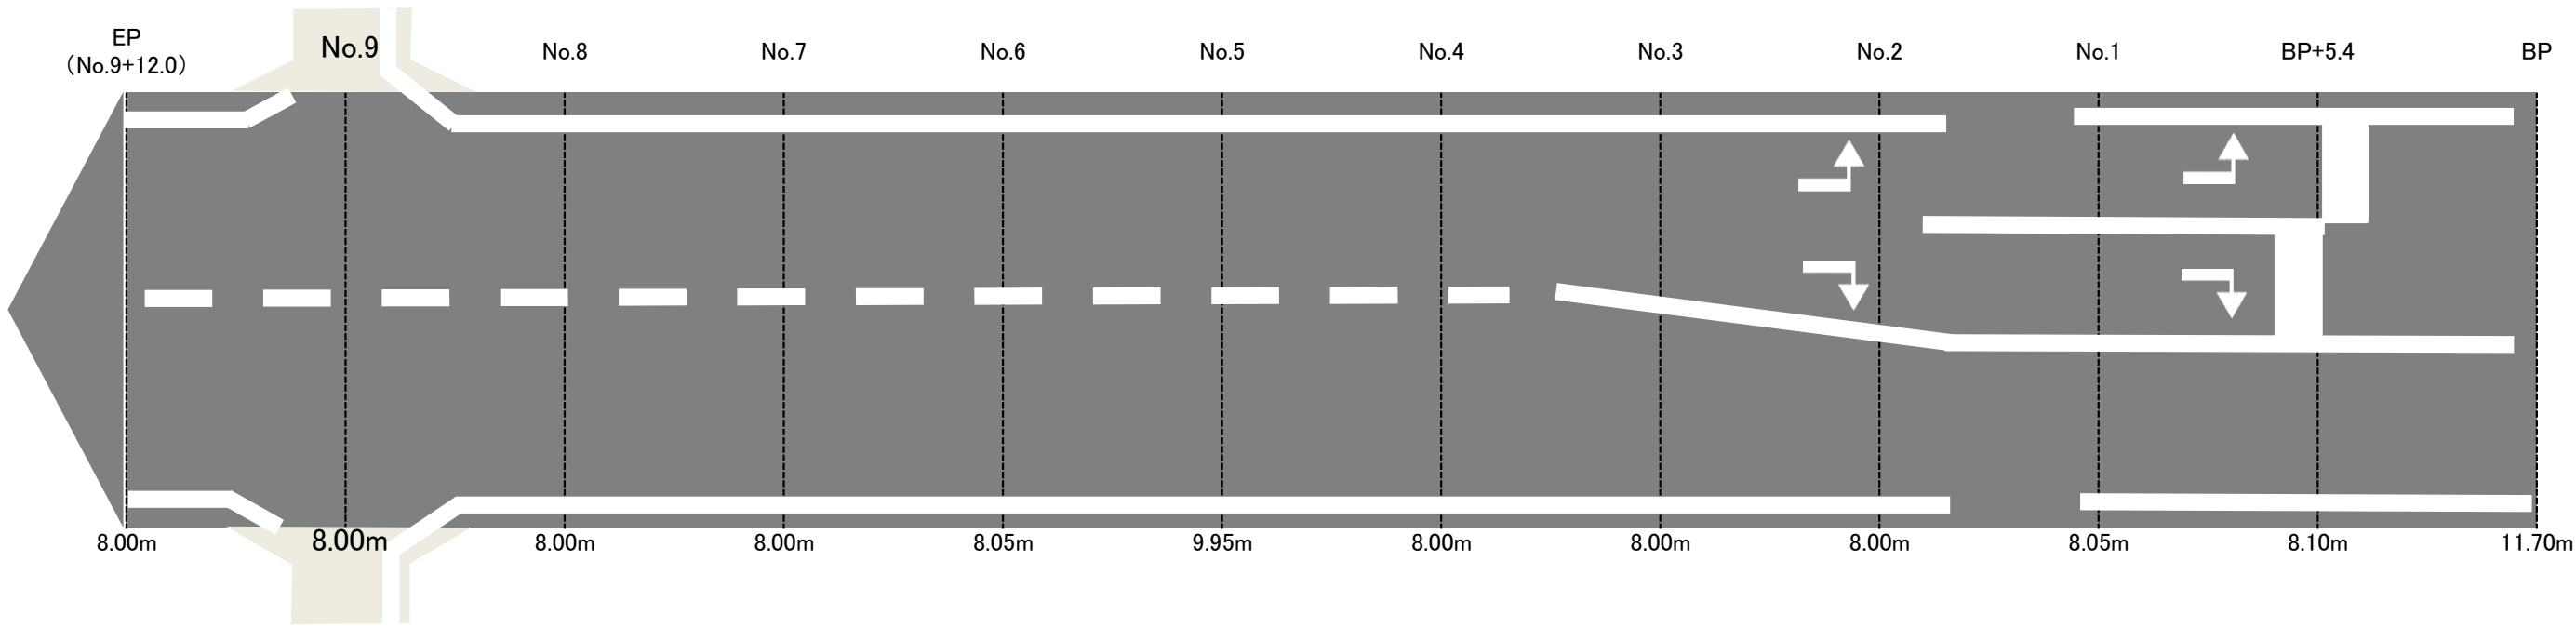 EP
（No.9+12.0）
No.9
No.8
No.7
No.6
No.5
No.4
No.3
No.2
No.1
BP+5.4
BP
8.00m
8.00m
8.00m
8.00m
8.05m
9.95m
8.00m
8.00m
8.00m
8.05m
8.10m
11.70m